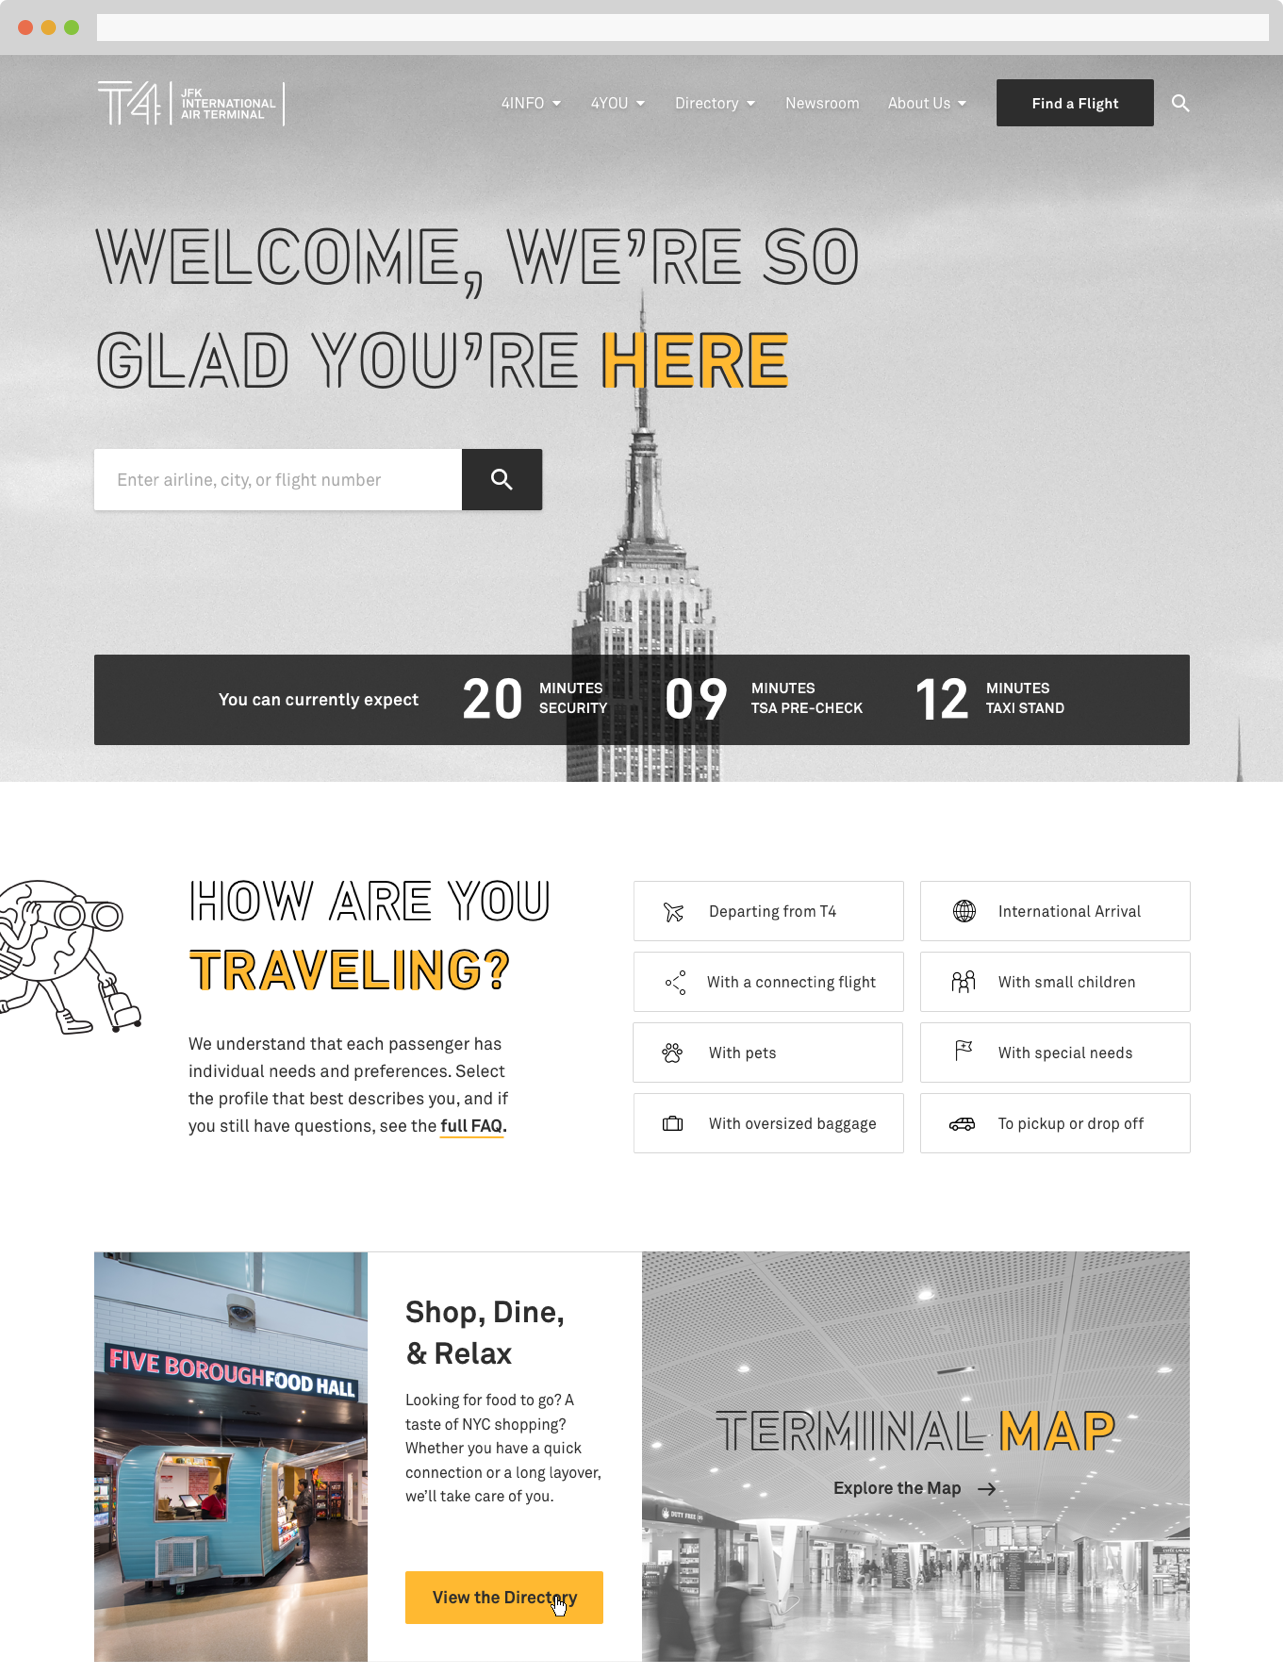 T4
JFK
INTERNATIONAL
AIR TERMINAL
4INFO
4YOU
Directory
Newsroom
About Us
Find a Flight
WELCOME, WE’RE SO
GLAD YOU’RE HERE
Enter airline, city, or flight number
You can currently expect
20
MINUTES
SECURITY
09
MINUTES
TSA PRE-CHECK
12
MINUTES
TAXI STAND
HOW ARE YOU
TRAVELING?
We understand that each passenger has
individual needs and preferences. Select
the profile that best describes you, and if
you still have questions, see the full FAQ.
Departing from T4
International Arrival
With a connecting flight
With small children
With pets
With special needs
With oversized baggage
To pickup or drop off
FIVE BOROUGH FOOD HALL
Shop, Dine,
& Relax
Looking for food to go? A
taste of NYC shopping?
Whether you have a quick
connection or a long layover,
we’ll take care of you.
View the Directory
TERMINAL MAP
Explore the Map
DUTY FREE